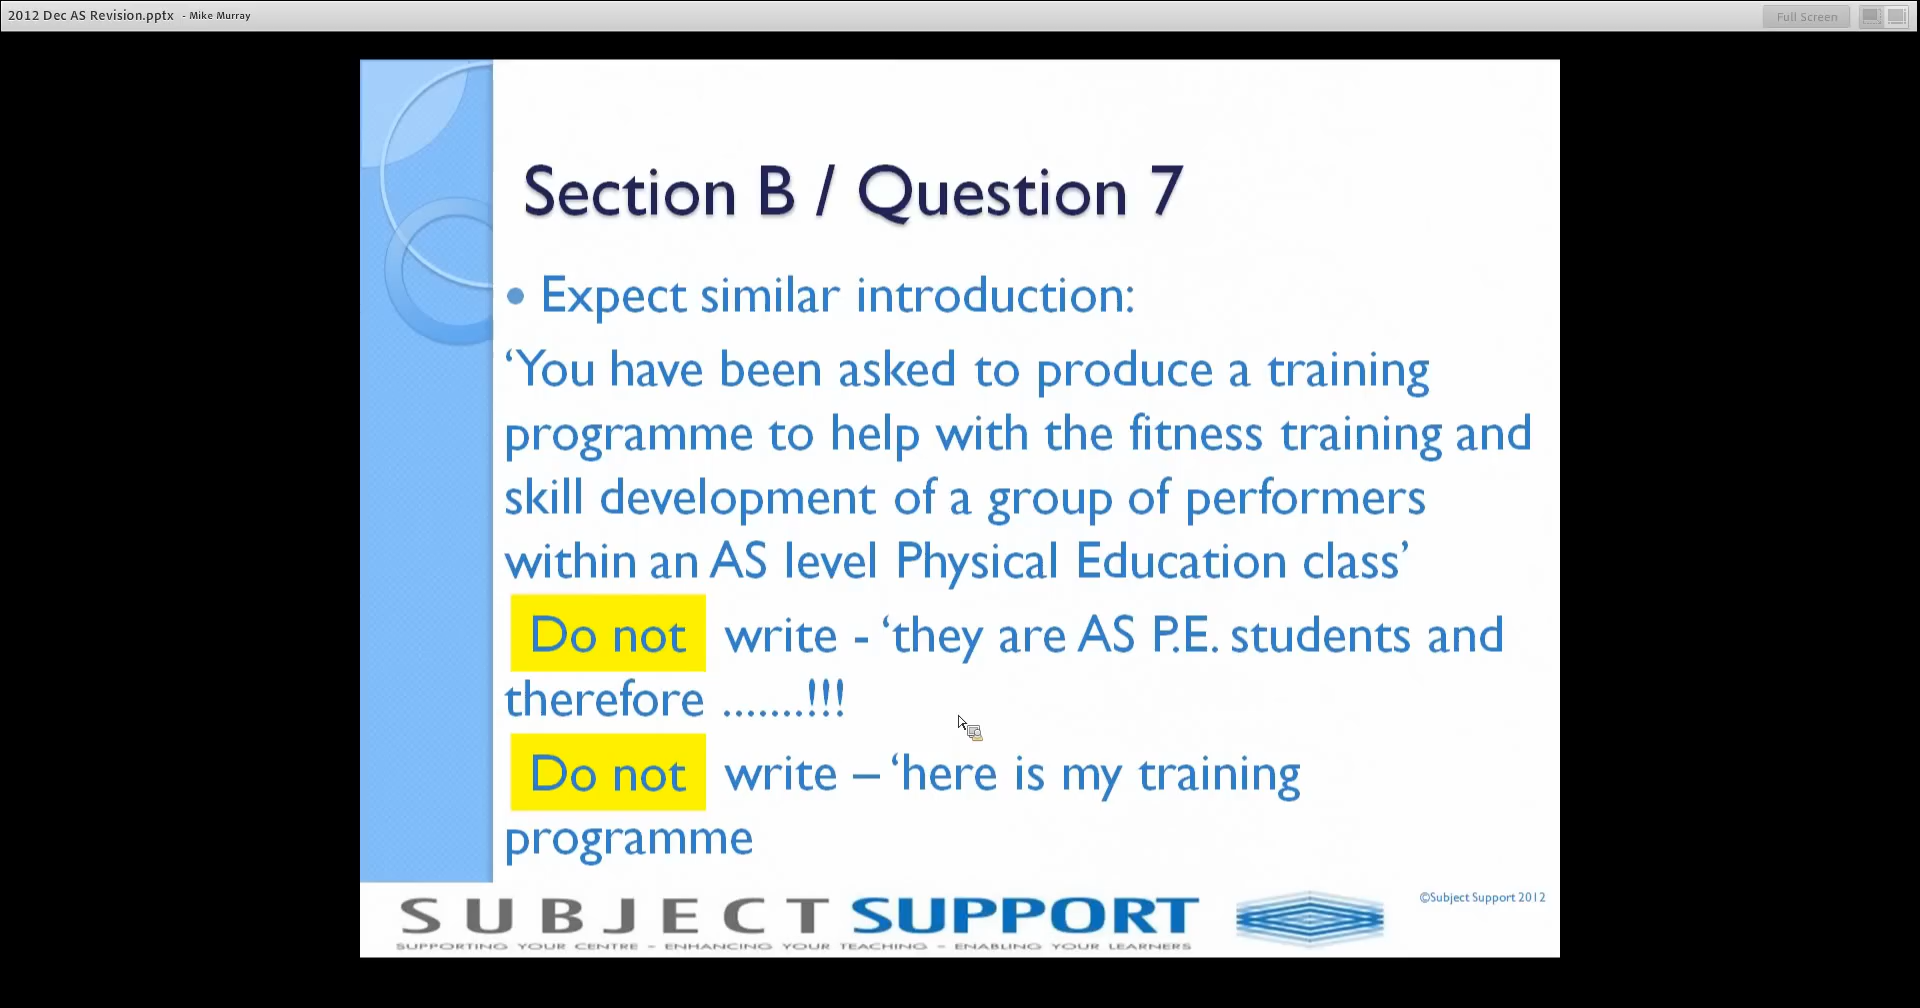 2012 Dec AS Revision.pptx - Mike Murray
Full Screen
Section B / Question 7
• Expect similar introduction:
‘You have been asked to produce a training
programme to help with the fitness training and
skill development of a group of performers
within an AS level Physical Education class’
Do not write - ‘they are AS P.E. students and
therefore .......!!!
Do not write – ‘here is my training
programme
©Subject Support 2012
SUBJECT SUPPORT
SUPPORTING YOUR CENTRE – ENHANCING YOUR TEACHING – ENABLING YOUR LEARNERS